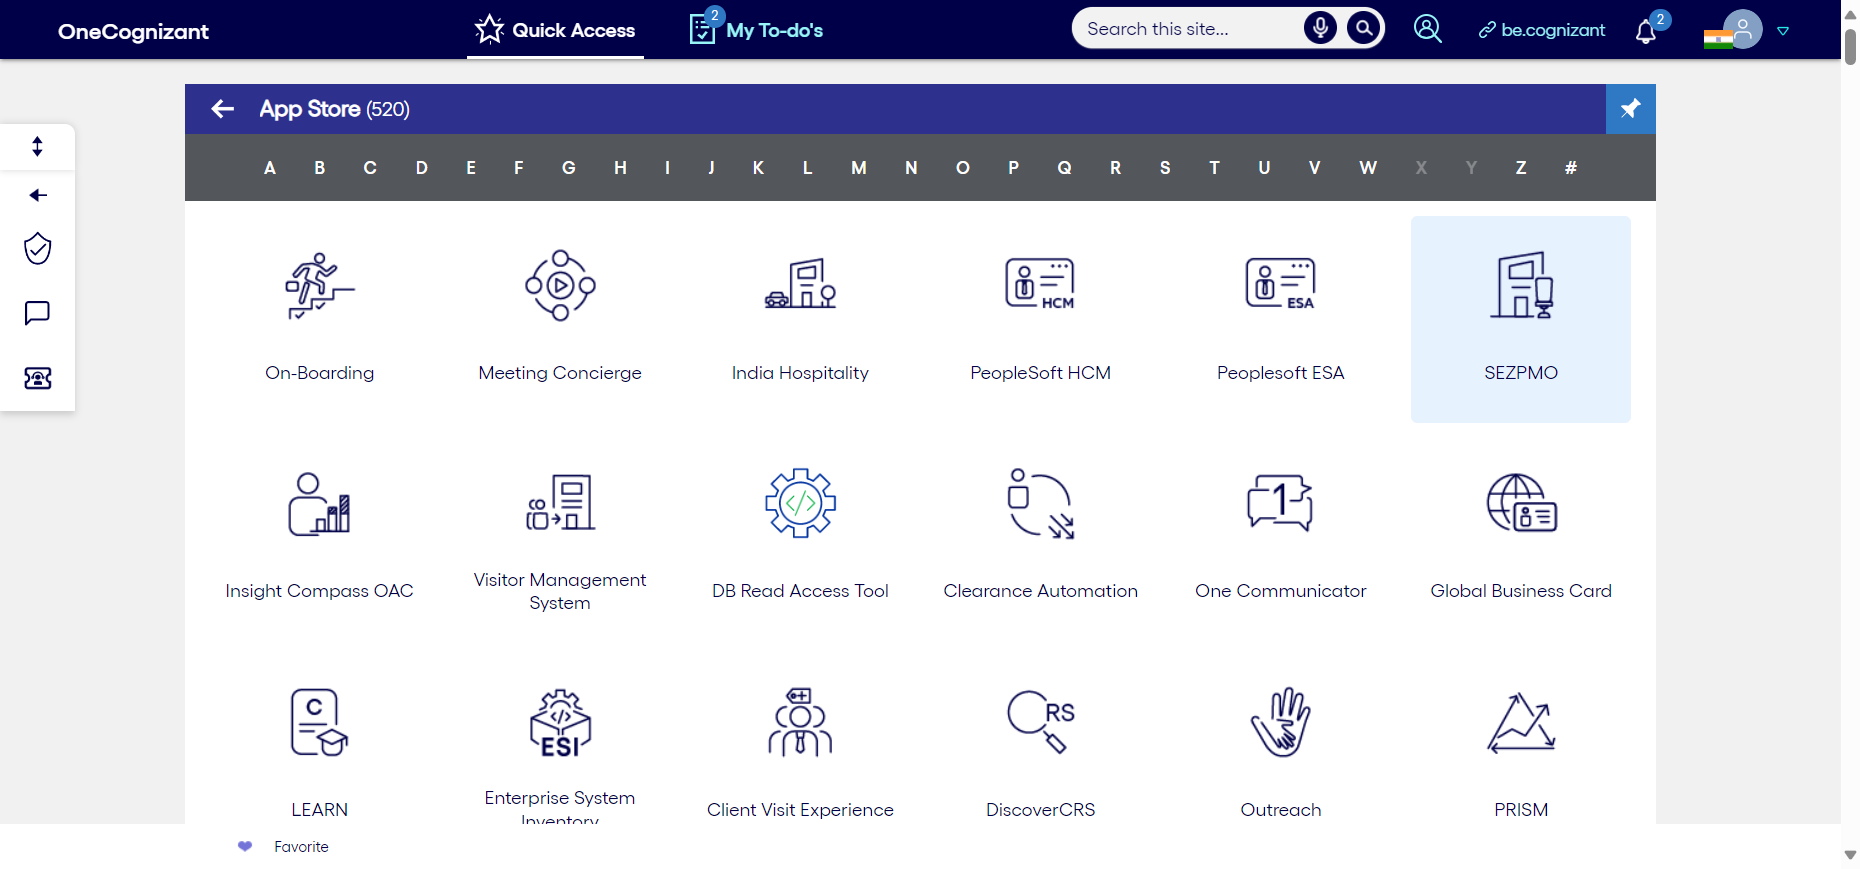 OneCognizant
Quick Access
2
My To-do's
Search this site...
be.cognizant
2
App Store (520)
A B C D E F G H I J K L M N O P Q R S T U V W X Y Z #
HCM
ESA
On-Boarding
Meeting Concierge
India Hospitality
PeopleSoft HCM
Peoplesoft ESA
SEZPMO
1
Insight Compass OAC
Visitor Management
System
DB Read Access Tool
Clearance Automation
One Communicator
Global Business Card
C
ESI
RS
LEARN
Enterprise System
Inventory
Client Visit Experience
DiscoverCRS
Outreach
PRISM
Favorite